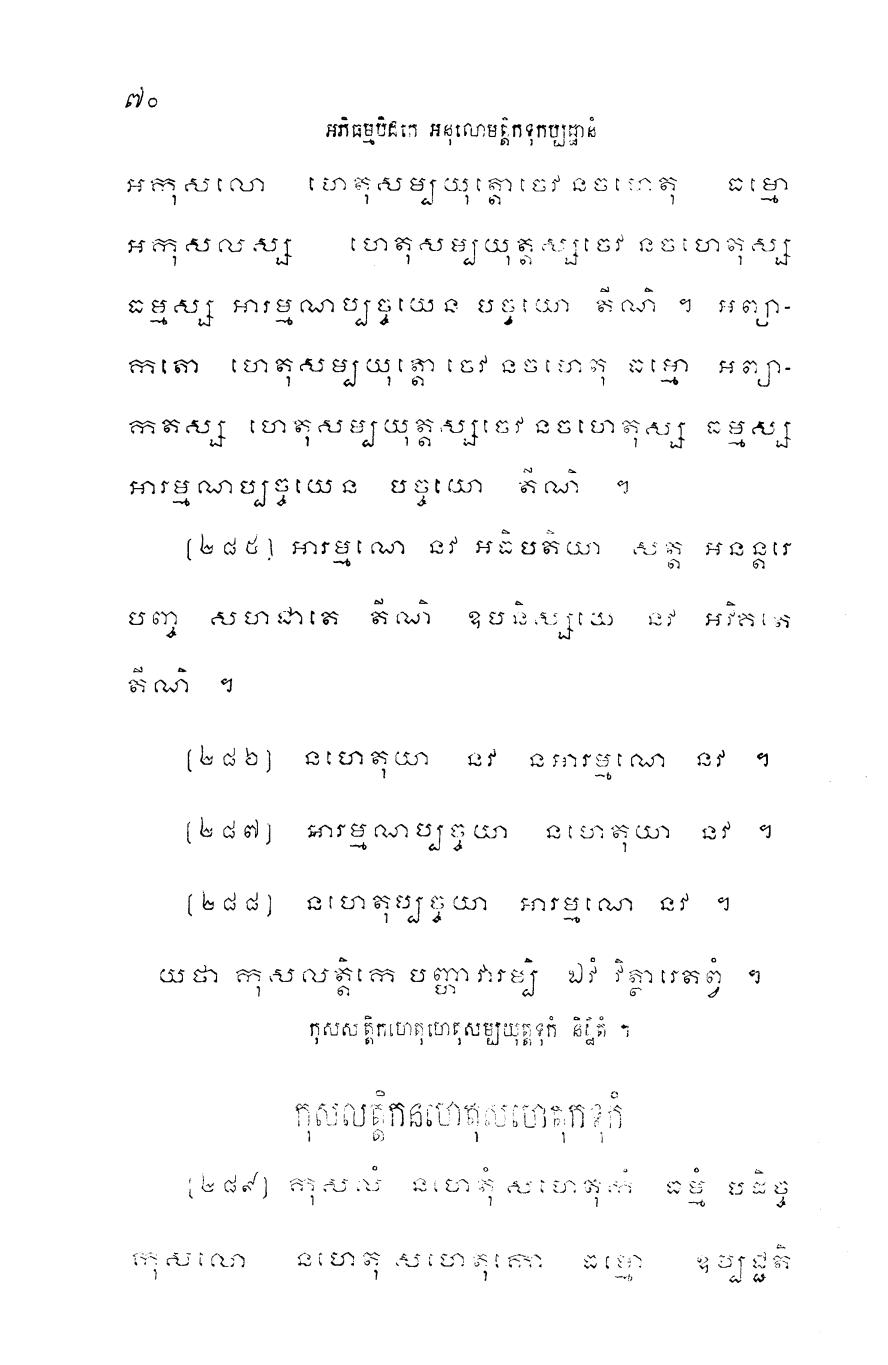 ៧០
អភិធម្មបិដកេ អនុលោមត្តិកទុកប្បដ្ឋានំ
អកុសលោ ហេតុសម្បយុត្តោចេវ នចហេតុ ធម្មោ
អកុសលស្ស ហេតុសម្បយុត្តស្សចេវ នចហេតុស្ស
ធម្មស្ស អារម្មណប្បច្ចយេន បច្ចយោ តីណិ ។ អព្យា-
កតោ ហេតុសម្បយុត្តោ ចេវ នចហេតុ ធម្មោ អព្យា-
កតស្ស ហេតុសម្បយុត្តស្សចេវ នចហេតុស្ស ធម្មស្ស
អារម្មណប្បច្ចយេន បច្ចយោ តីណិ ។
[២៨៥] អារម្មណេ នវ អធិបតិយា សត្ត អនន្តរេ
បញ្ច សហជាតេ តីណិ ឧបនិស្សយេ នវ អវិគតេ
តីណិ ។
[២៨៦] នហេតុយា នវ នអារម្មណេ នវ ។
[២៨៧] អារម្មណប្បច្ចយា នហេតុយា នវ ។
[២៨៨] នហេតុប្បច្ចយា អារម្មណេ នវ ។
យថា កុសលត្តិកេ បញ្ហាវារម្បិ ឯវំ វិត្ថារេតព្វំ ។
កុសលត្តិកហេតុហេតុសម្បយុត្តទុកំ និដ្ឋិតំ ។
កុសលត្តិកនហេតុសហេតុកទុកំ
[២៨៩] កុសលំ នហេតុំ សហេតុកំ ធម្មំ បដិច្ច
កុសលោ នហេតុ សហេតុកោ ធម្មោ ឧប្បជ្ជតិ